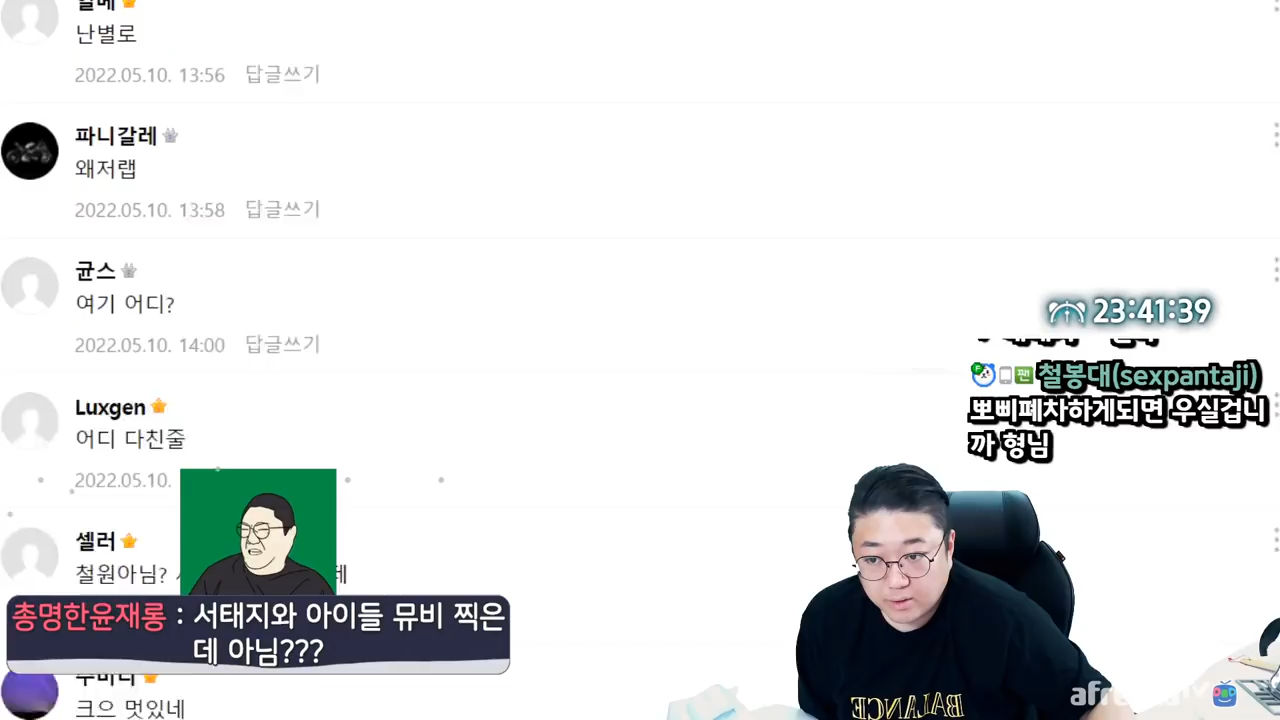 난별로
2022.05.10. 13:56 답글쓰기
파니갈레
왜저랩
2022.05.10. 13:58 답글쓰기
균스
여기 어디?
2022.05.10. 14:00 답글쓰기
Luxgen
어디 다친줄
2022.05.10.
셀러
철원아님?
총명한윤재롱 : 서태지와 아이들 뮤비 찍은
데 아님???
크으 멋있네
23:41:39
철봉대(sexpantaji)
뽀삐폐차하게되면 우실겁니
까 형님
BALANCE